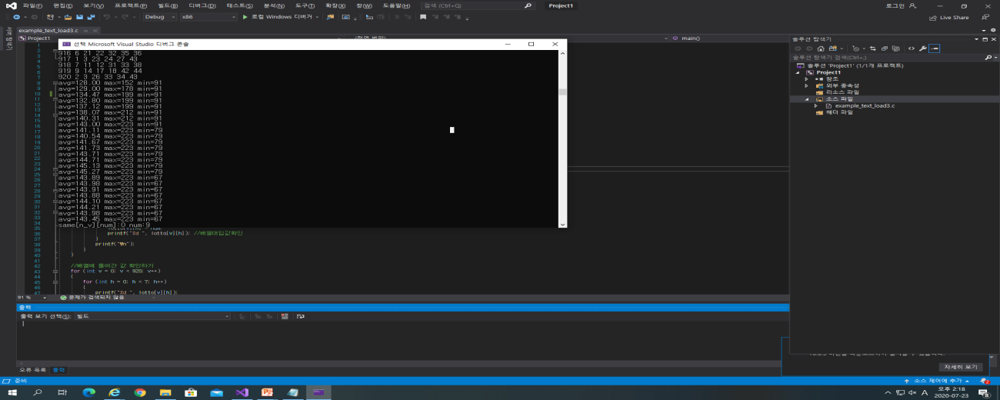 파일(F) 편집(E) 보기(V) 프로젝트(P) 빌드(B) 디버그(D) 테스트(S) 분석(N) 도구(T) 확장(X) 창(W) 도움말(H) 검색 (Ctrl+Q) Project1 로그인
Debug x86 로컬 Windows 디버거 Live Share
example_text_load3.c
Project1 main()
선택 Microsoft Visual Studio 디버그 콘솔
916 6 21 22 32 35 36
917 1 3 23 24 27 43
918 7 11 12 31 33 38
919 9 14 17 18 42 44
920 2 3 26 33 34 43
avg=128.00 max=152 min=91
avg=129.00 max=178 min=91
avg=134.47 max=199 min=91
avg=132.80 max=199 min=91
avg=137.12 max=199 min=91
avg=138.07 max=212 min=91
avg=140.31 max=212 min=91
avg=143.00 max=223 min=91
avg=141.11 max=223 min=79
avg=140.54 max=223 min=79
avg=141.67 max=223 min=79
avg=141.73 max=223 min=79
avg=143.71 max=223 min=79
avg=144.71 max=223 min=79
avg=145.13 max=223 min=79
avg=145.27 max=223 min=79
avg=143.89 max=223 min=67
avg=143.98 max=223 min=67
avg=143.91 max=223 min=67
avg=143.88 max=223 min=67
avg=144.10 max=223 min=67
avg=144.21 max=223 min=67
avg=143.98 max=223 min=67
avg=143.45 max=223 min=67
same[n_v][num]:0 num:9
36 printf("%d ", lotto[v][h]); //배열대입값확인
37 }
38 printf("\n");
39 }
40 }
41
42 //배열에 들어간 값 확인하기
43 for (int v = 0; v < 920; v++)
44 {
45 for (int h = 0; h < 7; h++)
46 {
47 printf("%d ", lotto[v][h]);
91 % 문제가 검색되지 않음
출력
출력 보기 선택(S): 빌드
오류 목록 출력
솔루션 탐색기
솔루션 탐색기 검색(Ctrl+;)
솔루션 'Project1' (1/1개 프로젝트)
Project1
참조
외부 종속성
리소스 파일
소스 파일
example_text_load3.c
헤더 파일
자세히 보기
준비 소스 제어에 추가 2
A 오후 2:18
2020-07-23